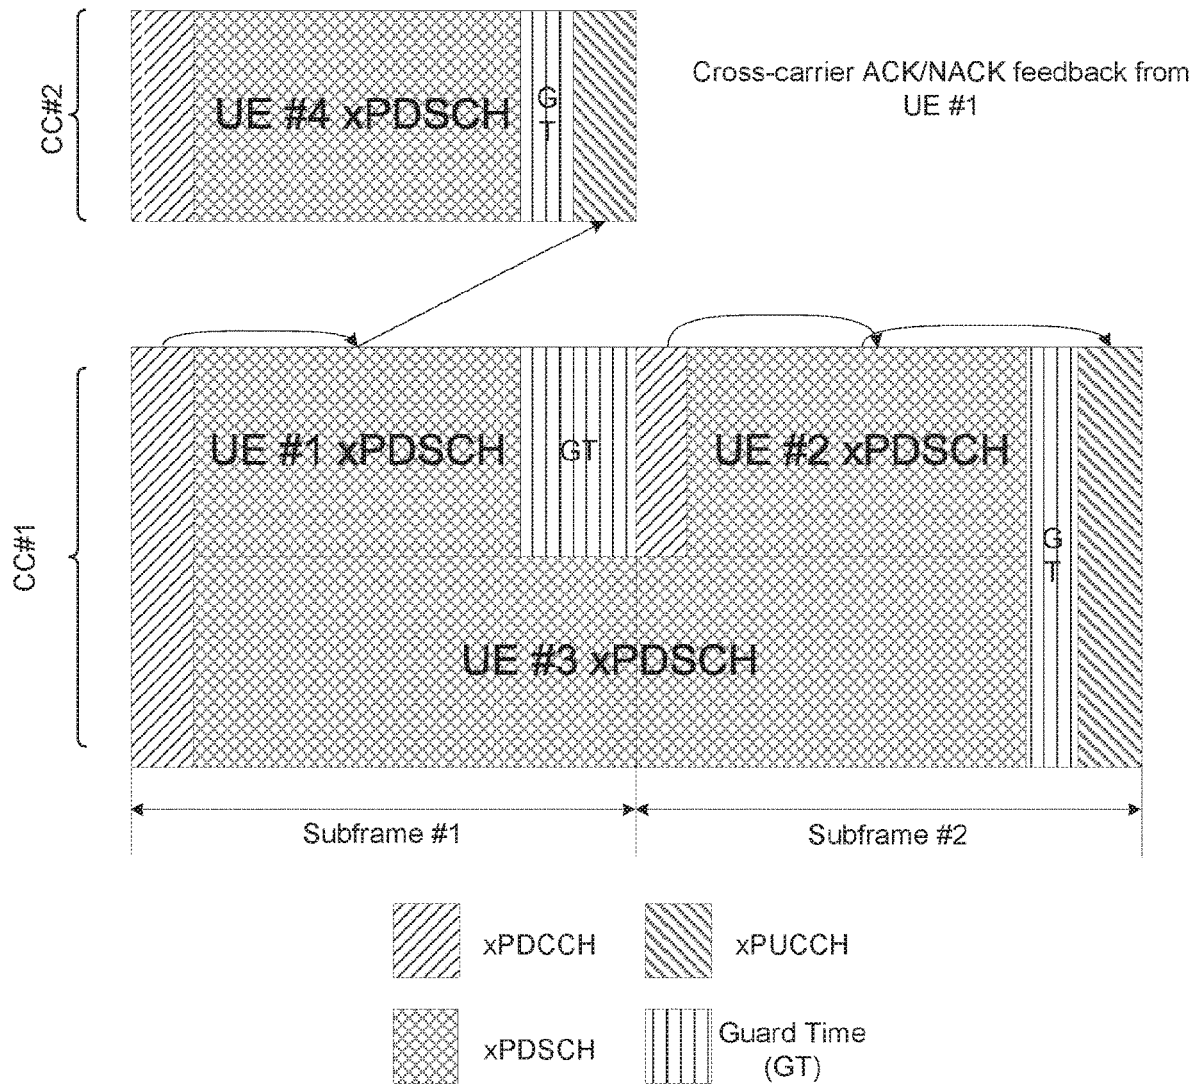 CC#2
UE #4 xPDSCH
G
T
Cross-carrier ACK/NACK feedback from
UE #1
CC#1
UE #1 xPDSCH
GT
UE #2 xPDSCH
G
T
UE #3 xPDSCH
Subframe #1
Subframe #2
xPDCCH
xPUCCH
xPDSCH
Guard Time
(GT)